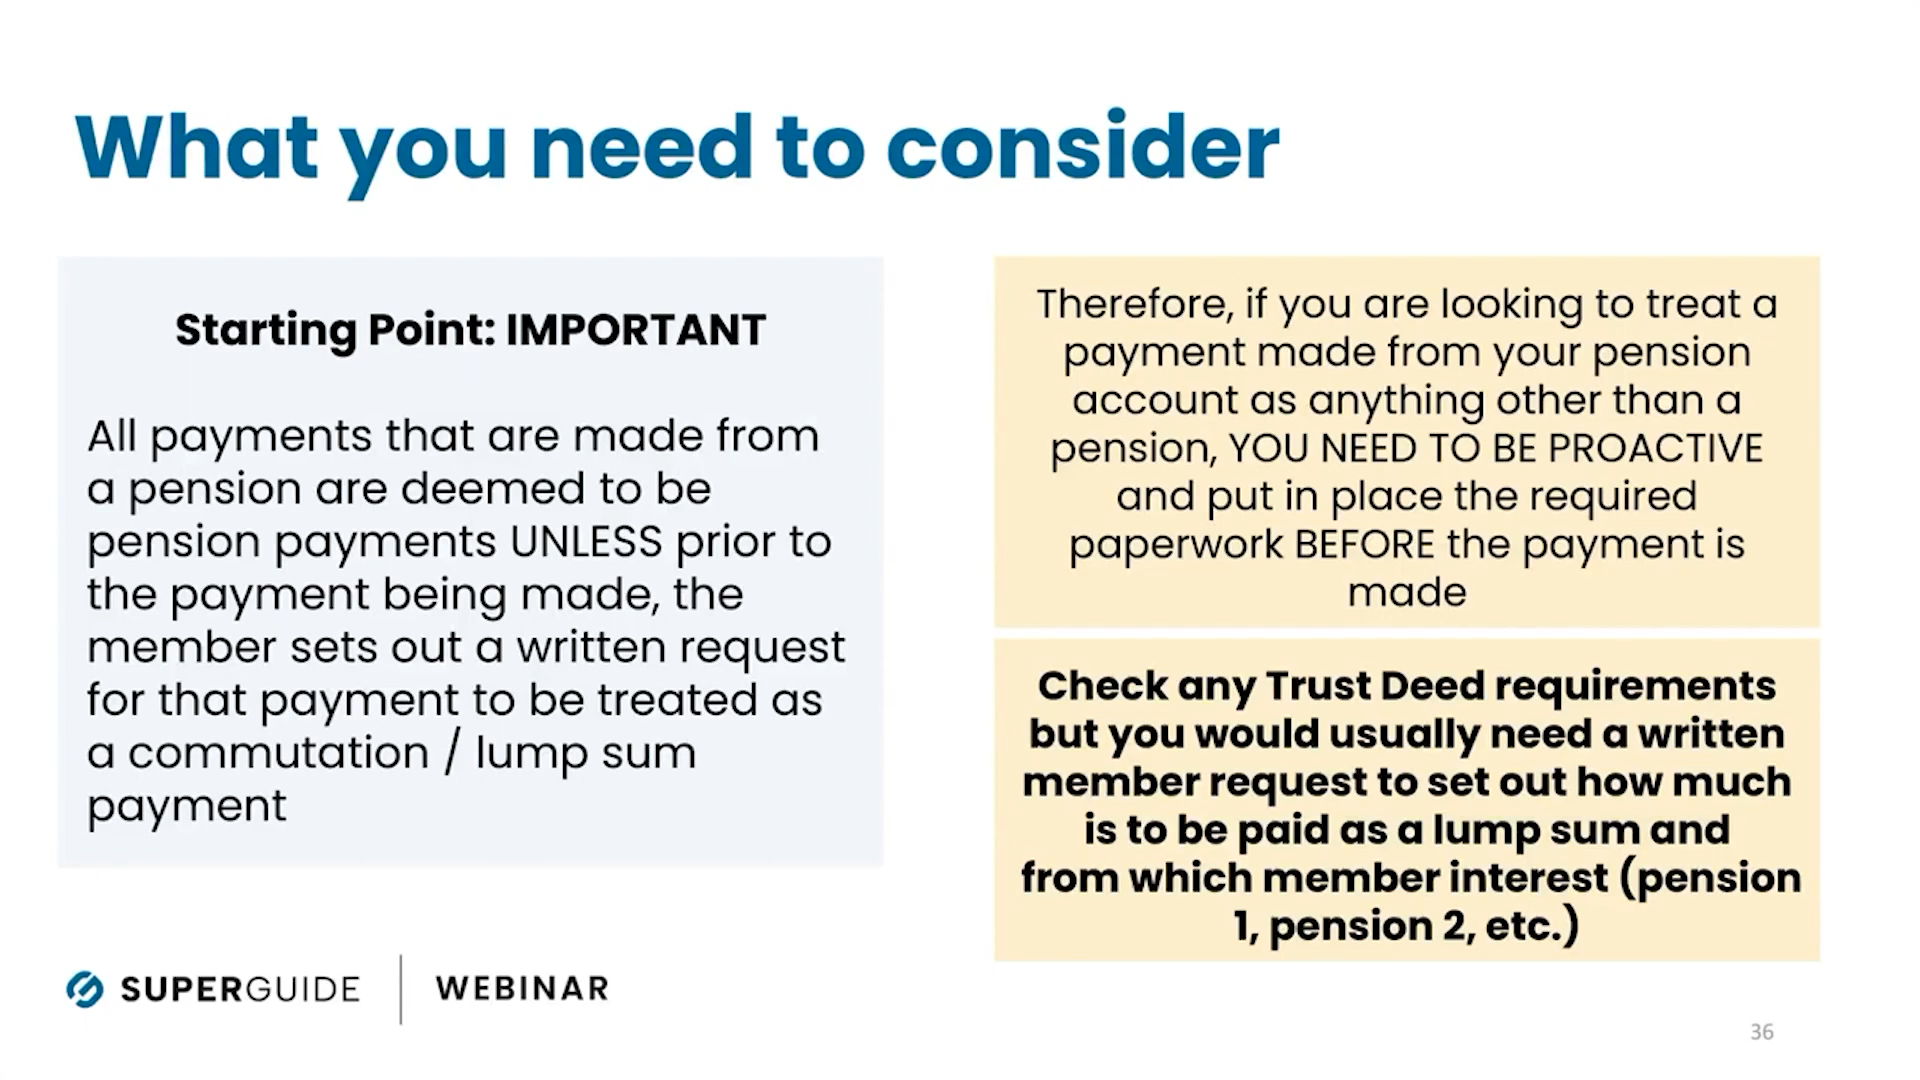 What you need to consider
Starting Point: IMPORTANT
All payments that are made from
a pension are deemed to be
pension payments UNLESS prior to
the payment being made, the
member sets out a written request
for that payment to be treated as
a commutation / lump sum
payment
Therefore, if you are looking to treat a
payment made from your pension
account as anything other than a
pension, YOU NEED TO BE PROACTIVE
and put in place the required
paperwork BEFORE the payment is
made
Check any Trust Deed requirements
but you would usually need a written
member request to set out how much
is to be paid as a lump sum and
from which member interest (pension
1, pension 2, etc.)
SUPERGUIDE
WEBINAR
36